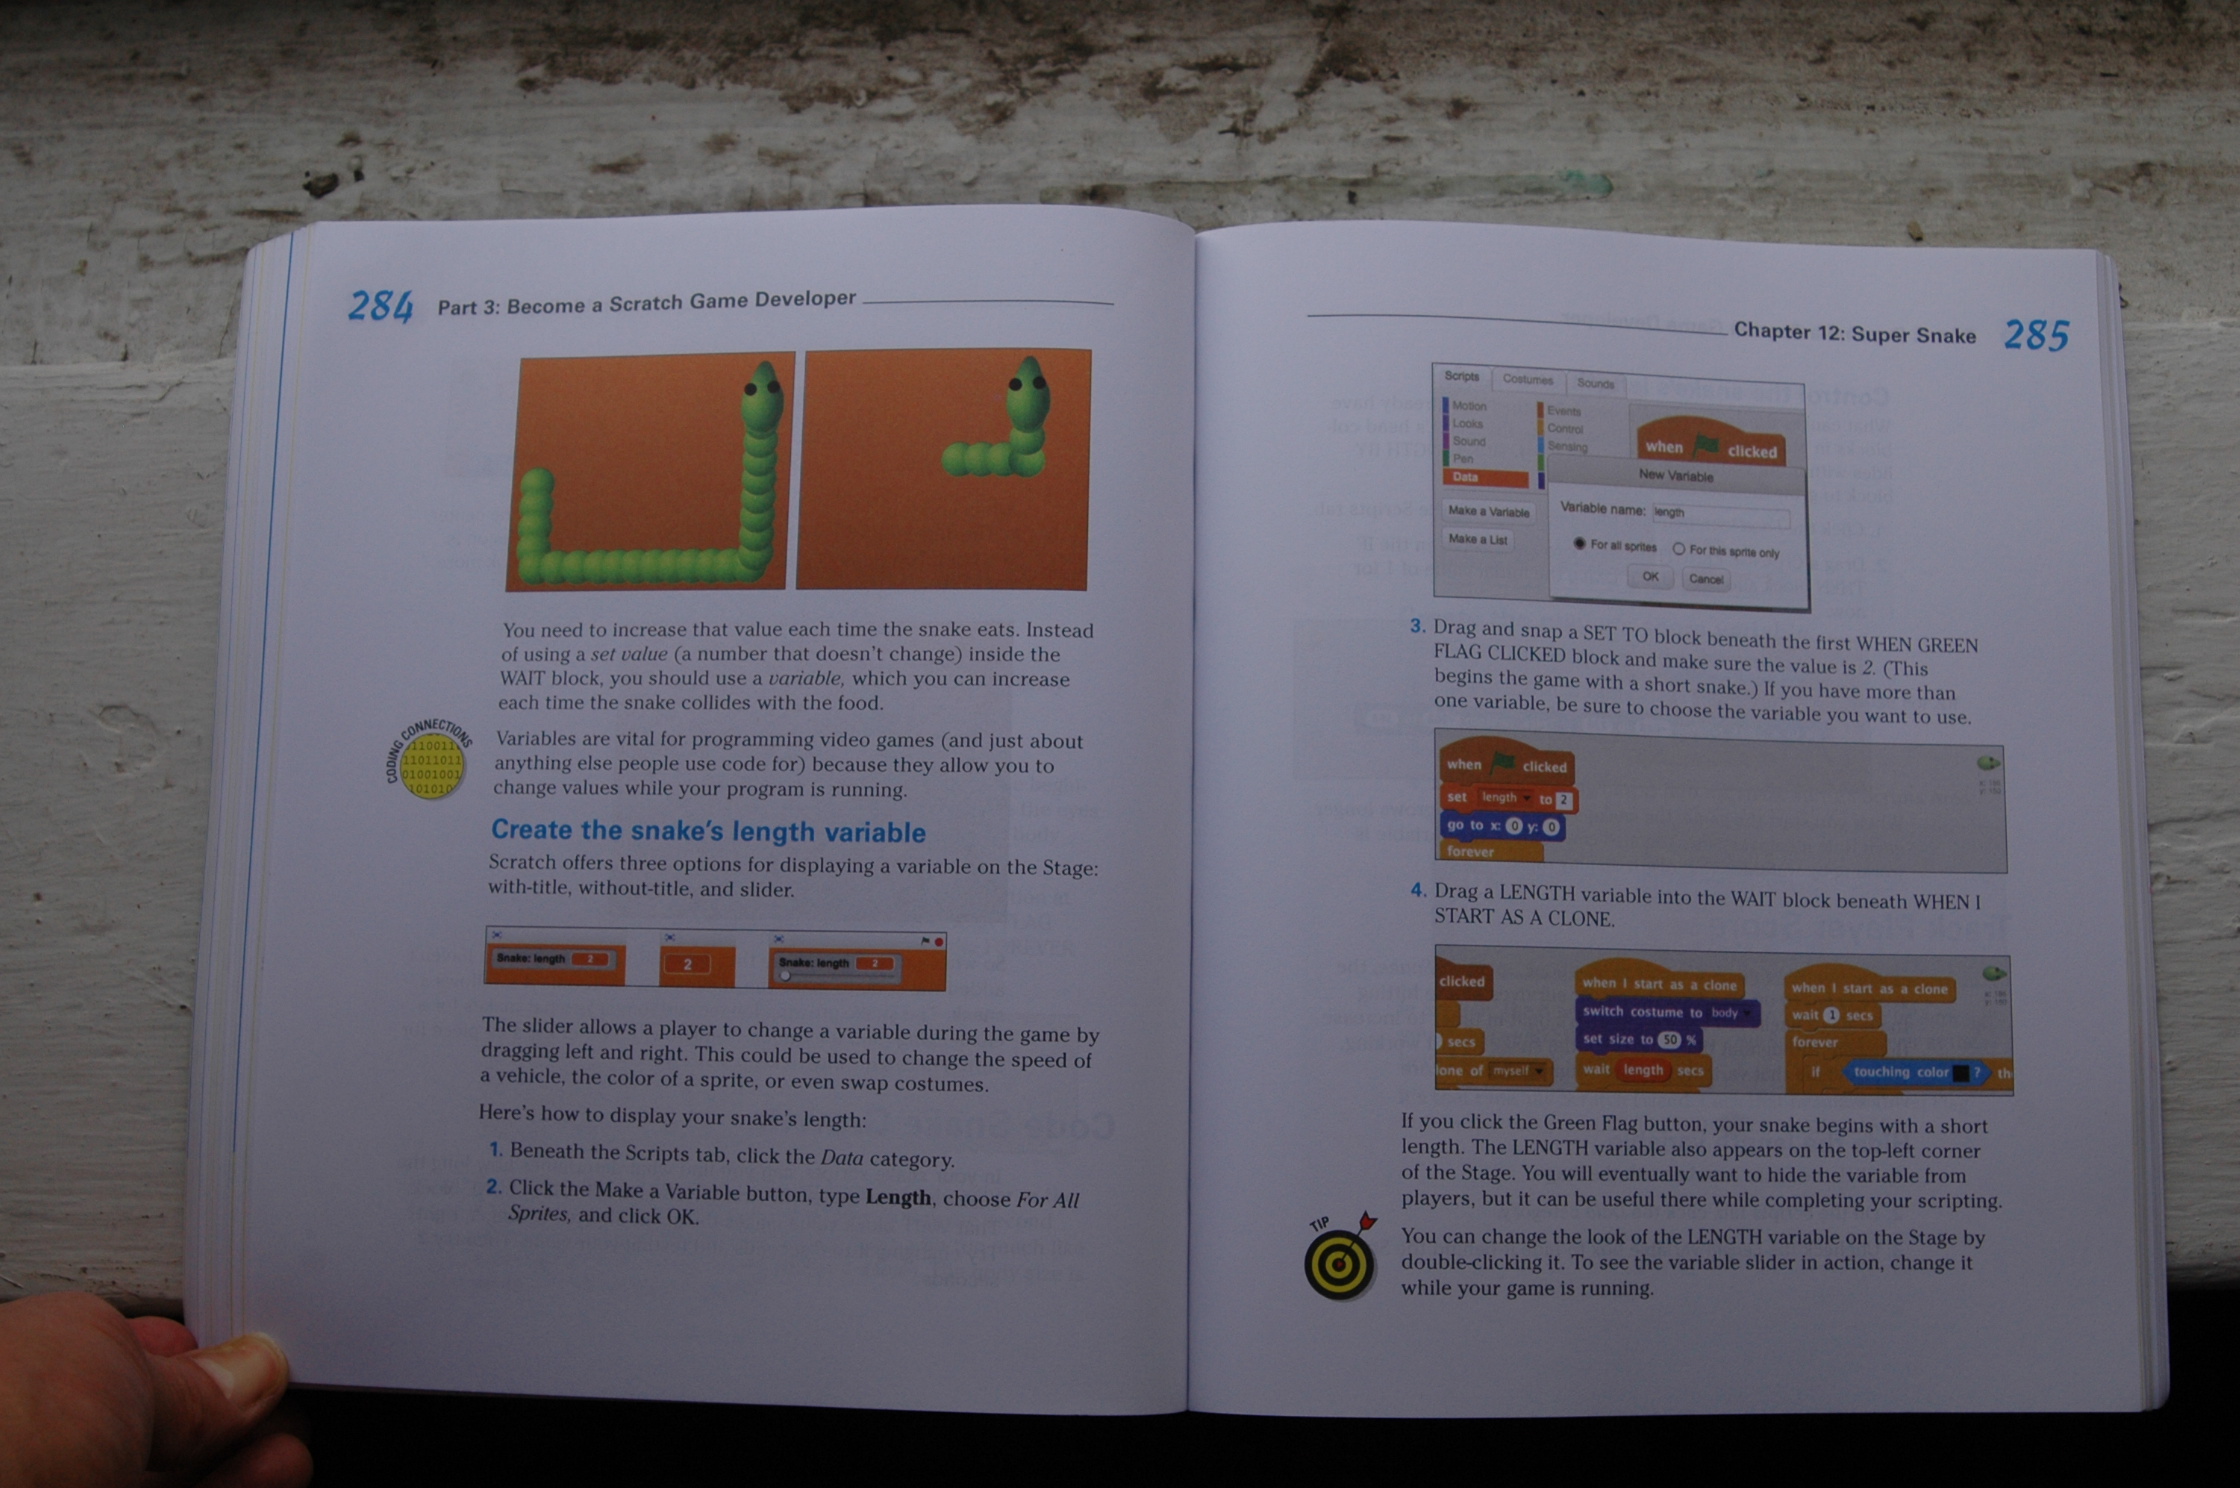 284 Part 3: Become a Scratch Game Developer
You need to increase that value each time the snake eats. Instead
of using a set value (a number that doesn't change) inside the
WAIT block, you should use a variable, which you can increase
each time the snake collides with the food.
CODING CONNECTIONS
110011
11011011
01001001
101010
Variables are vital for programming video games (and just about
anything else people use code for) because they allow you to
change values while your program is running.
Create the snake's length variable
Scratch offers three options for displaying a variable on the Stage:
with-title, without-title, and slider.
Snake: length 2
2
Snake: length 2
The slider allows a player to change a variable during the game by
dragging left and right. This could be used to change the speed of
a vehicle, the color of a sprite, or even swap costumes.
Here's how to display your snake's length:
1. Beneath the Scripts tab, click the Data category.
2. Click the Make a Variable button, type Length, choose For All
Sprites, and click OK.
Chapter 12: Super Snake 285
Scripts Costumes Sounds
Motion Events
Looks Control
Sound Sensing
Pen
Data
Make a Variable
Make a List
when clicked
New Variable
Variable name: length
For all sprites For this sprite only
OK Cancel
3. Drag and snap a SET TO block beneath the first WHEN GREEN
FLAG CLICKED block and make sure the value is 2. (This
begins the game with a short snake.) If you have more than
one variable, be sure to choose the variable you want to use.
when clicked
set length to 2
go to x: 0 y: 0
forever
4. Drag a LENGTH variable into the WAIT block beneath WHEN I
START AS A CLONE.
clicked
secs
lone of myself
when I start as a clone
switch costume to body
set size to 50 %
wait length secs
when I start as a clone
wait 1 secs
forever
if touching color ? th
If you click the Green Flag button, your snake begins with a short
length. The LENGTH variable also appears on the top-left corner
of the Stage. You will eventually want to hide the variable from
players, but it can be useful there while completing your scripting.
TIP
You can change the look of the LENGTH variable on the Stage by
double-clicking it. To see the variable slider in action, change it
while your game is running.